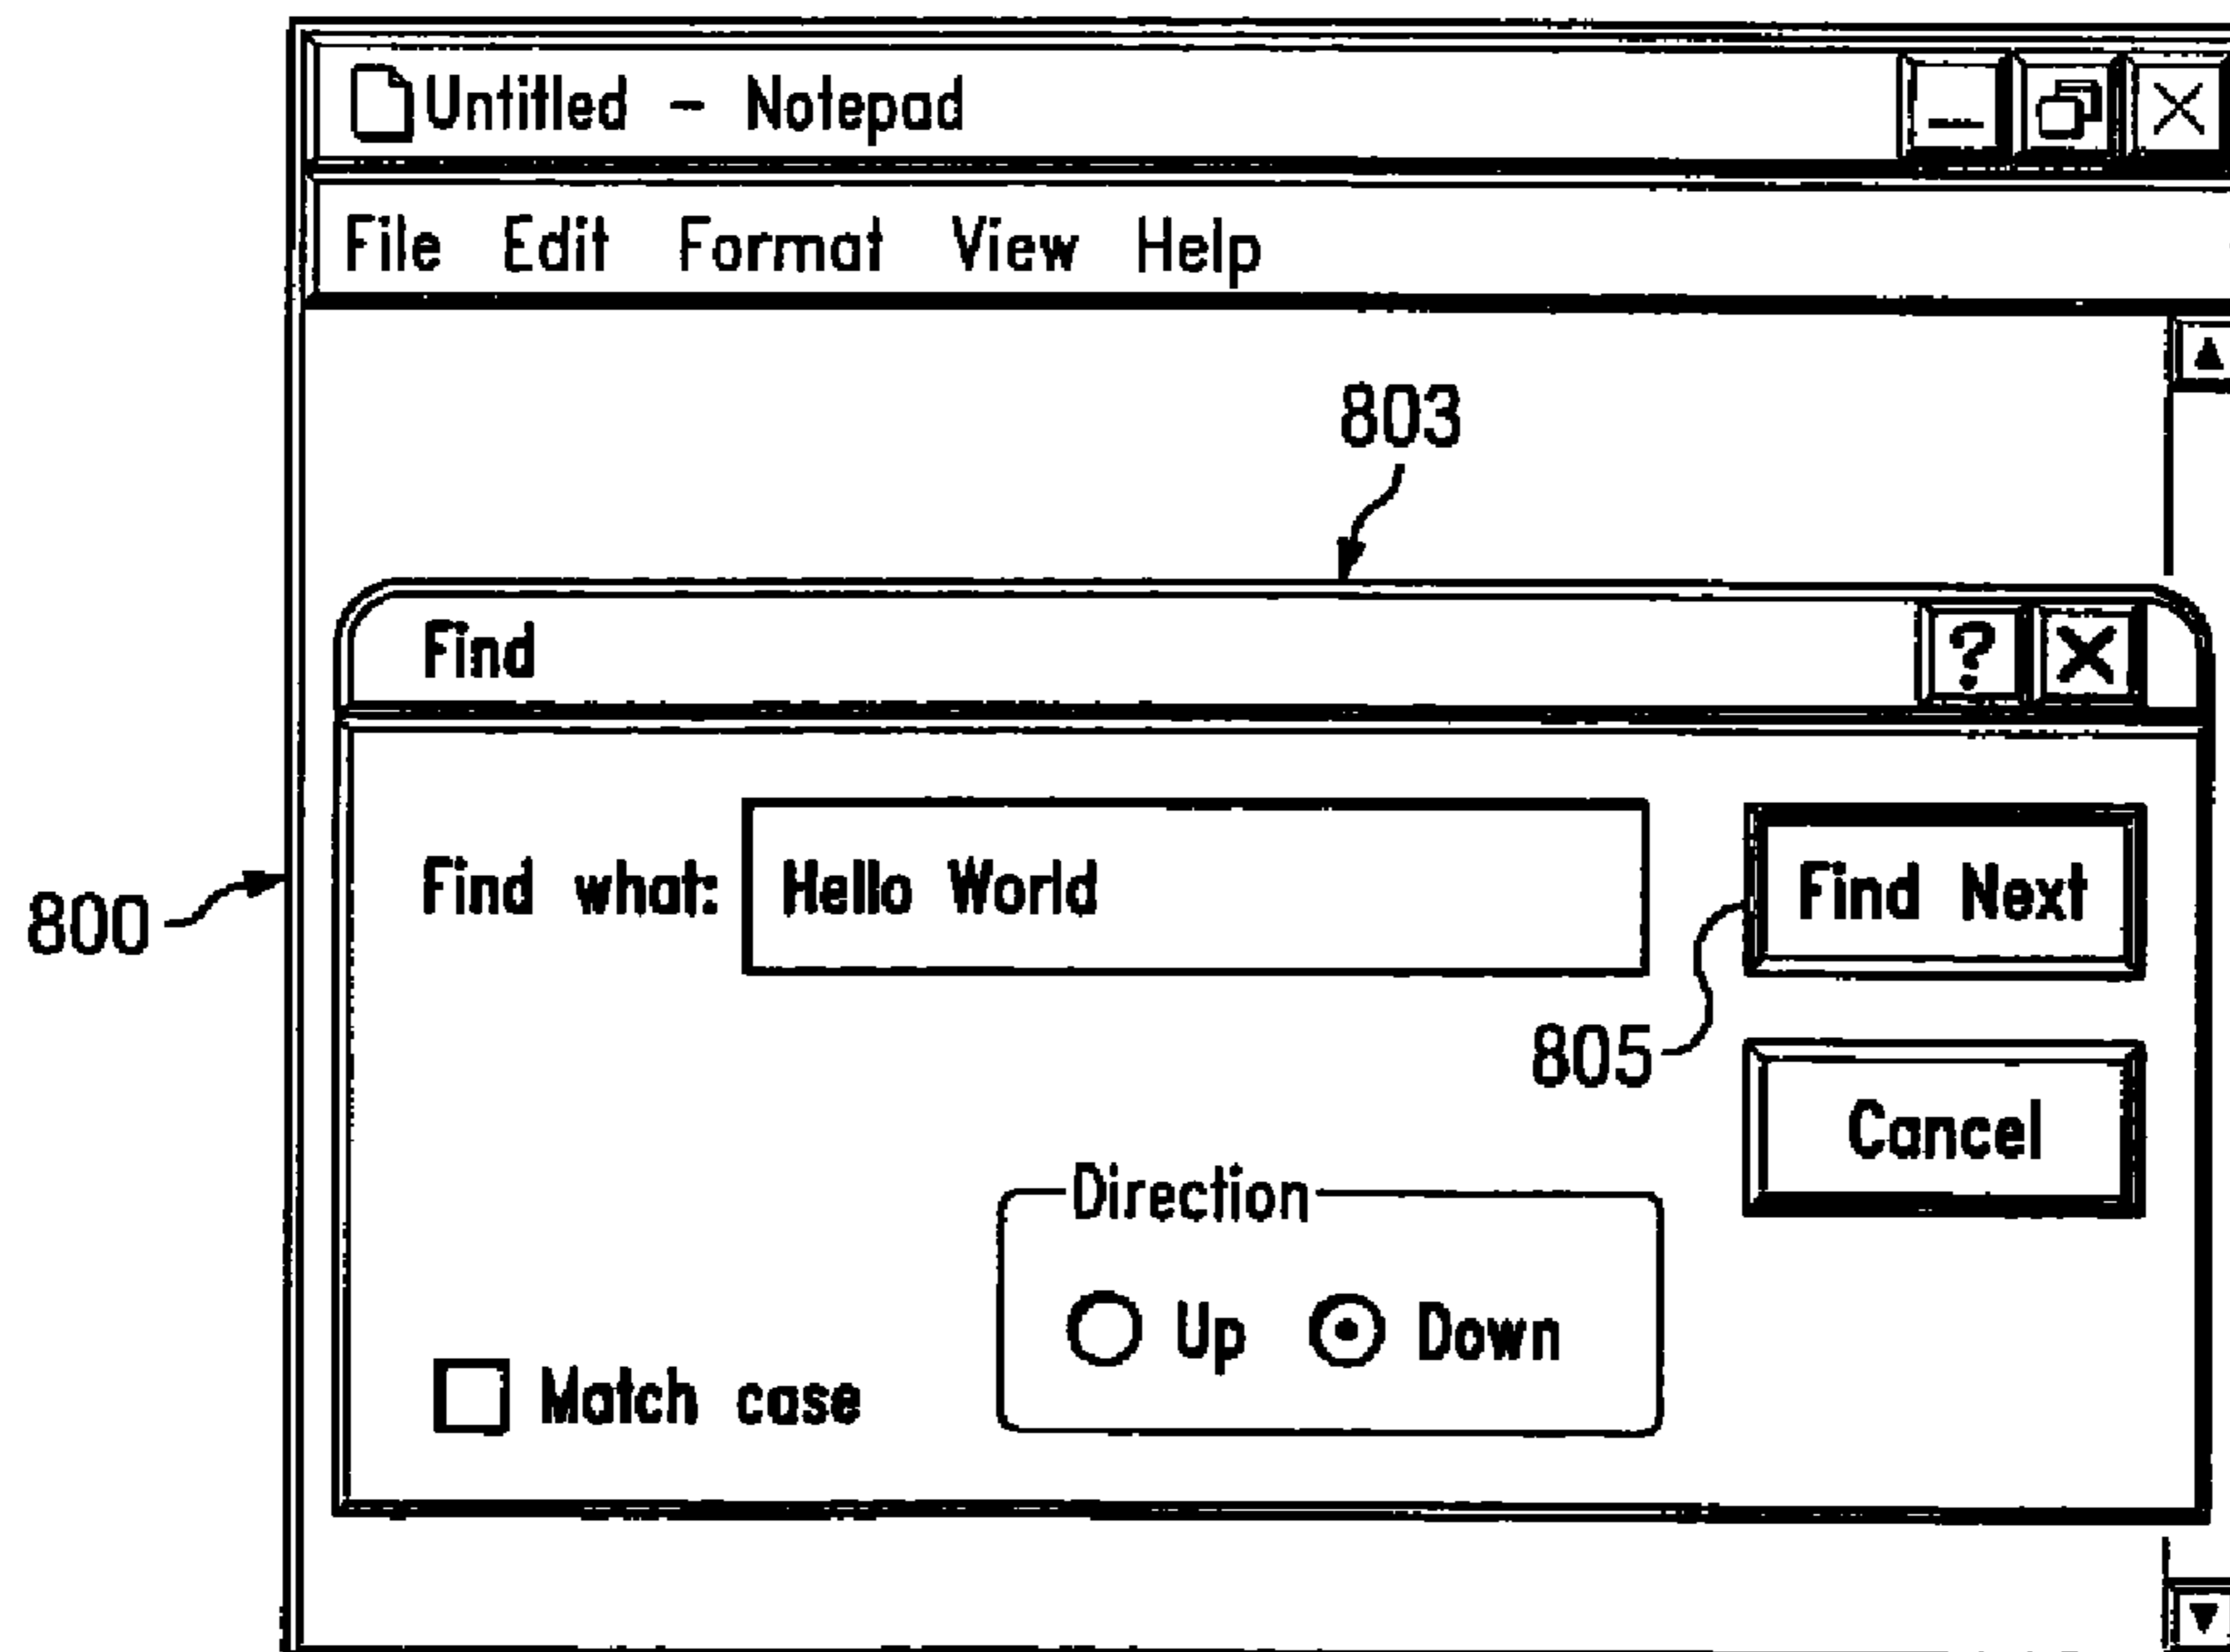 Untitled - Notepad
File Edit Format View Help
803
Find ?
Find what: Hello World Find Next
800
805
Cancel
Direction
Up Down
Match case